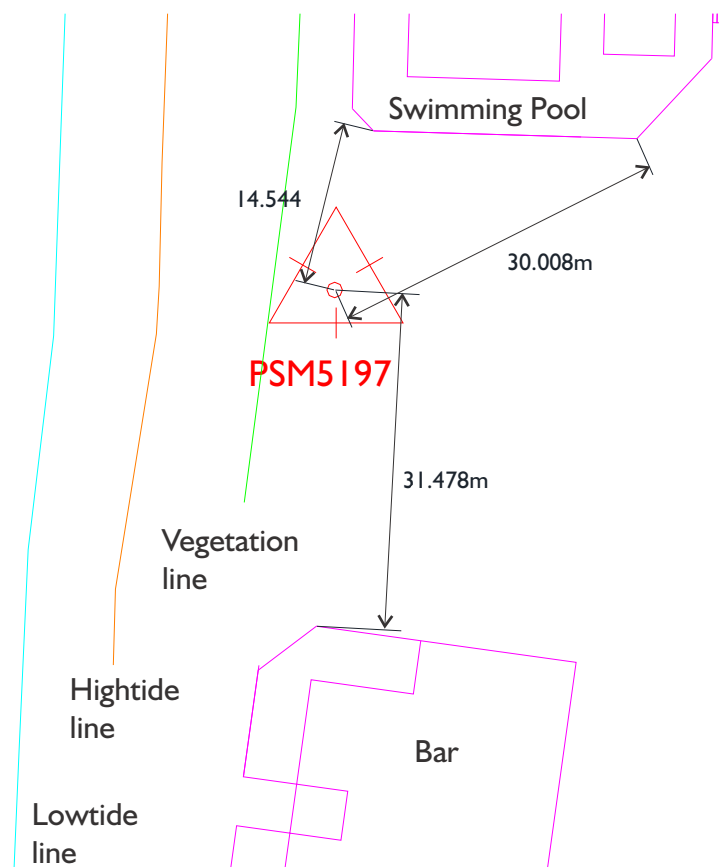 Swimming Pool
14.544
30.008m
PSM5197
31.478m
Vegetation
line
Hightide
line
Bar
Lowtide
line